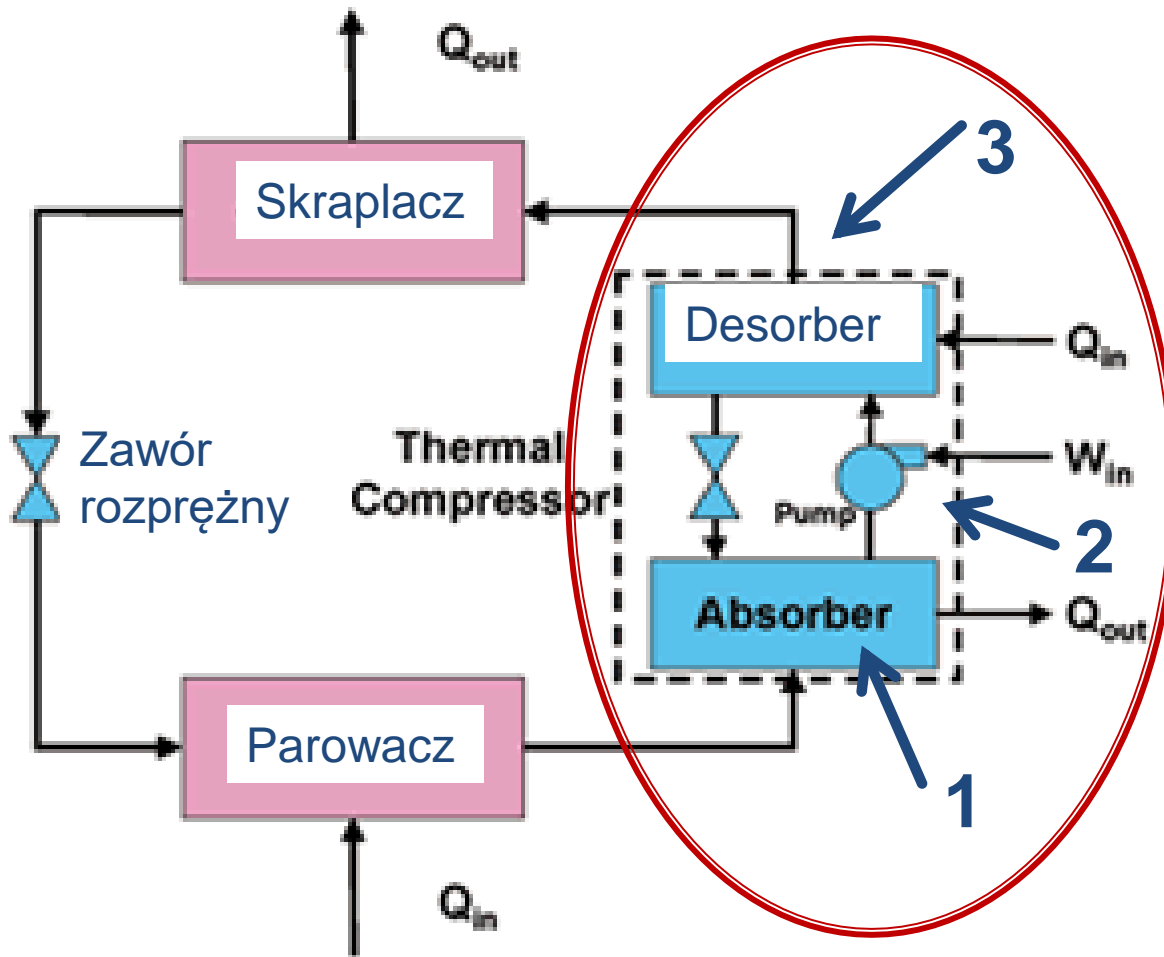 Qout
3
Skraplacz
Desorber
Qin
Zawór
rozprężny
Thermal
Compressor
Win
Pump
2
Absorber
Qout
Parowacz
1
Qin